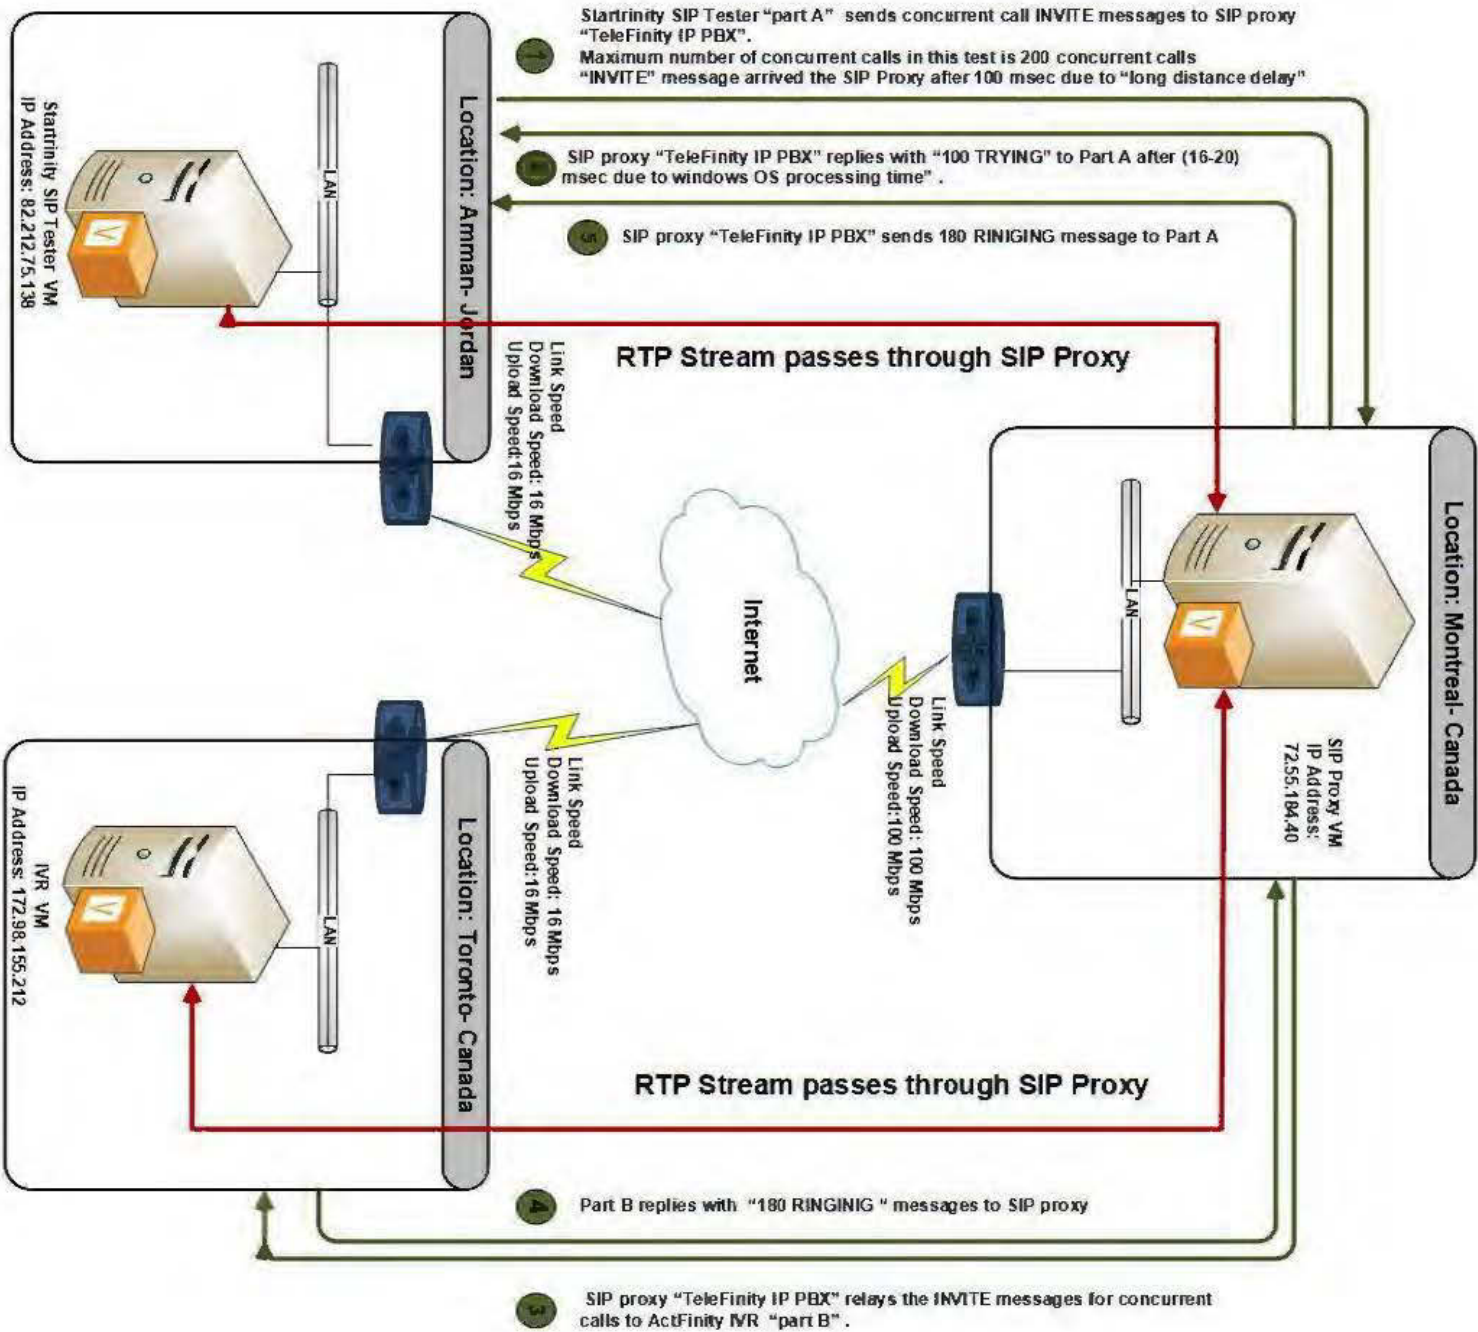 Startrinity SIP Tester “part A” sends concurrent call INVITE messages to SIP proxy
“TeleFinity IP PBX”.
Maximum number of concurrent calls in this test is 200 concurrent calls
“INVITE” message arrived the SIP Proxy after 100 msec due to “long distance delay”
1
SIP proxy “TeleFinity IP PBX” replies with “100 TRYING” to Part A after (16-20)
msec due to windows OS processing time” .
5
SIP proxy “TeleFinity IP PBX” sends 180 RINIGING message to Part A
Location: Amman- Jordan
LAN
Startrinity SIP Tester VM
IP Address: 82.212.75.138
V
RTP Stream passes through SIP Proxy
Link Speed
Download Speed: 16 Mbps
Upload Speed:16 Mbps
Internet
Location: Montreal- Canada
LAN
V
SIP Proxy VM
IP Address:
72.55.184.40
Link Speed
Download Speed: 100 Mbps
Upload Speed:100 Mbps
Link Speed
Download Speed: 16 Mbps
Upload Speed:16 Mbps
Location: Toronto- Canada
LAN
V
IVR VM
IP Address: 172.98.155.212
RTP Stream passes through SIP Proxy
4
Part B replies with “180 RINGINIG “ messages to SIP proxy
3
SIP proxy “TeleFinity IP PBX” relays the INVITE messages for concurrent
calls to ActFinity IVR “part B” .